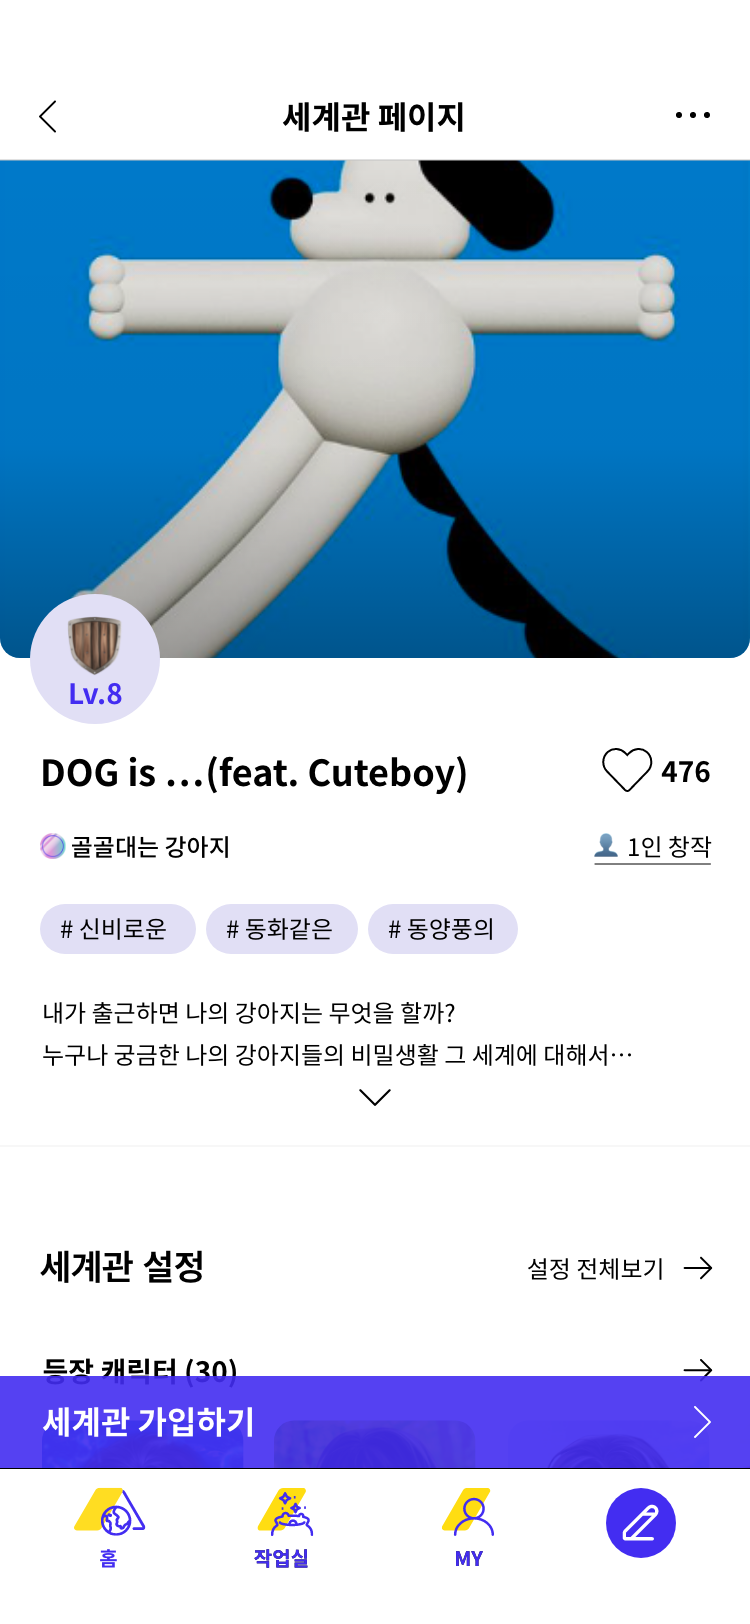 세계관 페이지
Lv.8
DOG is ...(feat. Cuteboy)
476
골골대는 강아지
1인 창작
# 신비로운
# 동화같은
# 동양풍의
내가 출근하면 나의 강아지는 무엇을 할까?
누구나 궁금한 나의 강아지들의 비밀생활 그 세계에 대해서…
세계관 설정
설정 전체보기
등장 캐릭터 (30)
세계관 가입하기
홈
작업실
MY